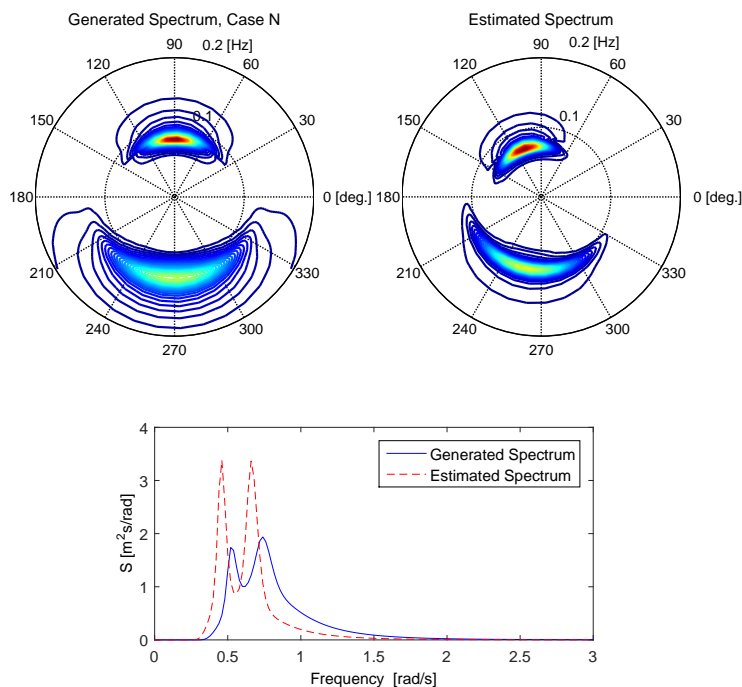 Generated Spectrum, Case N
90
0.2 [Hz]
120
60
0.1
150
30
180
0 [deg.]
210
330
240
300
270
Estimated Spectrum
90
0.2 [Hz]
120
60
0.1
150
30
180
0 [deg.]
210
330
240
300
270
4
3
2
1
0
S [m²s/rad]
Generated Spectrum
Estimated Spectrum
0 0.5 1 1.5 2 2.5 3
Frequency [rad/s]